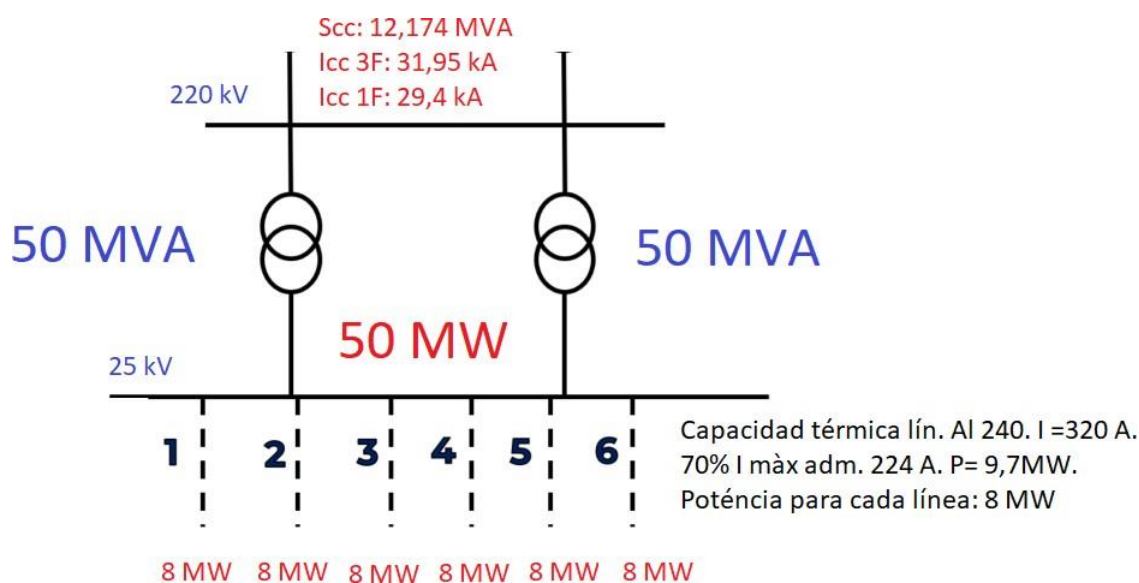 Scc: 12,174 MVA
Icc 3F: 31,95 kA
Icc 1F: 29,4 kA
220 kV
50 MVA
50 MVA
50 MW
25 kV
1 2 3 4 5 6
Capacidad térmica lín. Al 240. I =320 A.
70% I màx adm. 224 A. P= 9,7MW.
Poténcia para cada línea: 8 MW
8 MW 8 MW 8 MW 8 MW 8 MW 8 MW